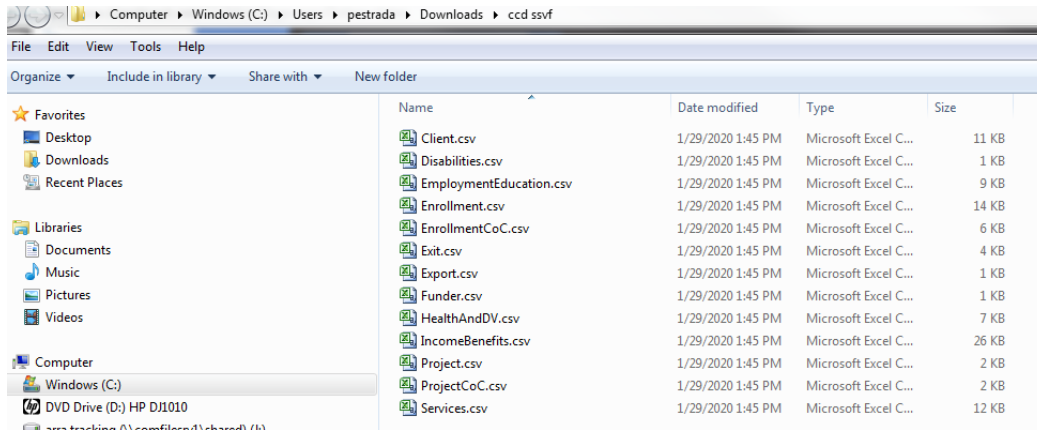 Computer ▸ Windows (C:) ▸ Users ▸ pestrada ▸ Downloads ▸ ccd ssvf
File Edit View Tools Help
Organize Include in library Share with New folder
Favorites
Desktop
Downloads
Recent Places
Libraries
Documents
Music
Pictures
Videos
Computer
Windows (C:)
DVD Drive (D:) HP DJ1010
arra tracking (\\comfilesrv1\shared) (I:)
Name Date modified Type Size
Client.csv 1/29/2020 1:45 PM Microsoft Excel C... 11 KB
Disabilities.csv 1/29/2020 1:45 PM Microsoft Excel C... 1 KB
EmploymentEducation.csv 1/29/2020 1:45 PM Microsoft Excel C... 9 KB
Enrollment.csv 1/29/2020 1:45 PM Microsoft Excel C... 14 KB
EnrollmentCoC.csv 1/29/2020 1:45 PM Microsoft Excel C... 6 KB
Exit.csv 1/29/2020 1:45 PM Microsoft Excel C... 4 KB
Export.csv 1/29/2020 1:45 PM Microsoft Excel C... 1 KB
Funder.csv 1/29/2020 1:45 PM Microsoft Excel C... 1 KB
HealthAndDV.csv 1/29/2020 1:45 PM Microsoft Excel C... 7 KB
IncomeBenefits.csv 1/29/2020 1:45 PM Microsoft Excel C... 26 KB
Project.csv 1/29/2020 1:45 PM Microsoft Excel C... 2 KB
ProjectCoC.csv 1/29/2020 1:45 PM Microsoft Excel C... 2 KB
Services.csv 1/29/2020 1:45 PM Microsoft Excel C... 12 KB